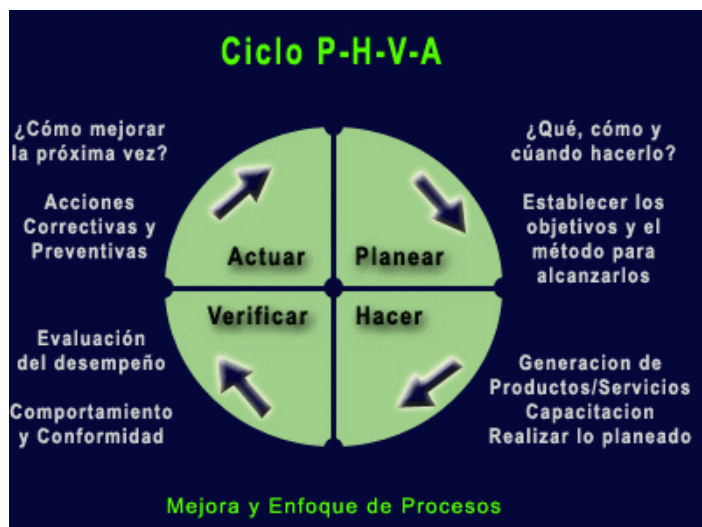 Ciclo P-H-V-A
¿Cómo mejorar
la próxima vez?
Acciones
Correctivas y
Preventivas
¿Qué, cómo y
cúando hacerlo?
Establecer los
objetivos y el
método para
alcanzarlos
Actuar
Planear
Verificar
Hacer
Evaluación
del desempeño
Comportamiento
y Conformidad
Generacion de
Productos/Servicios
Capacitacion
Realizar lo planeado
Mejora y Enfoque de Procesos